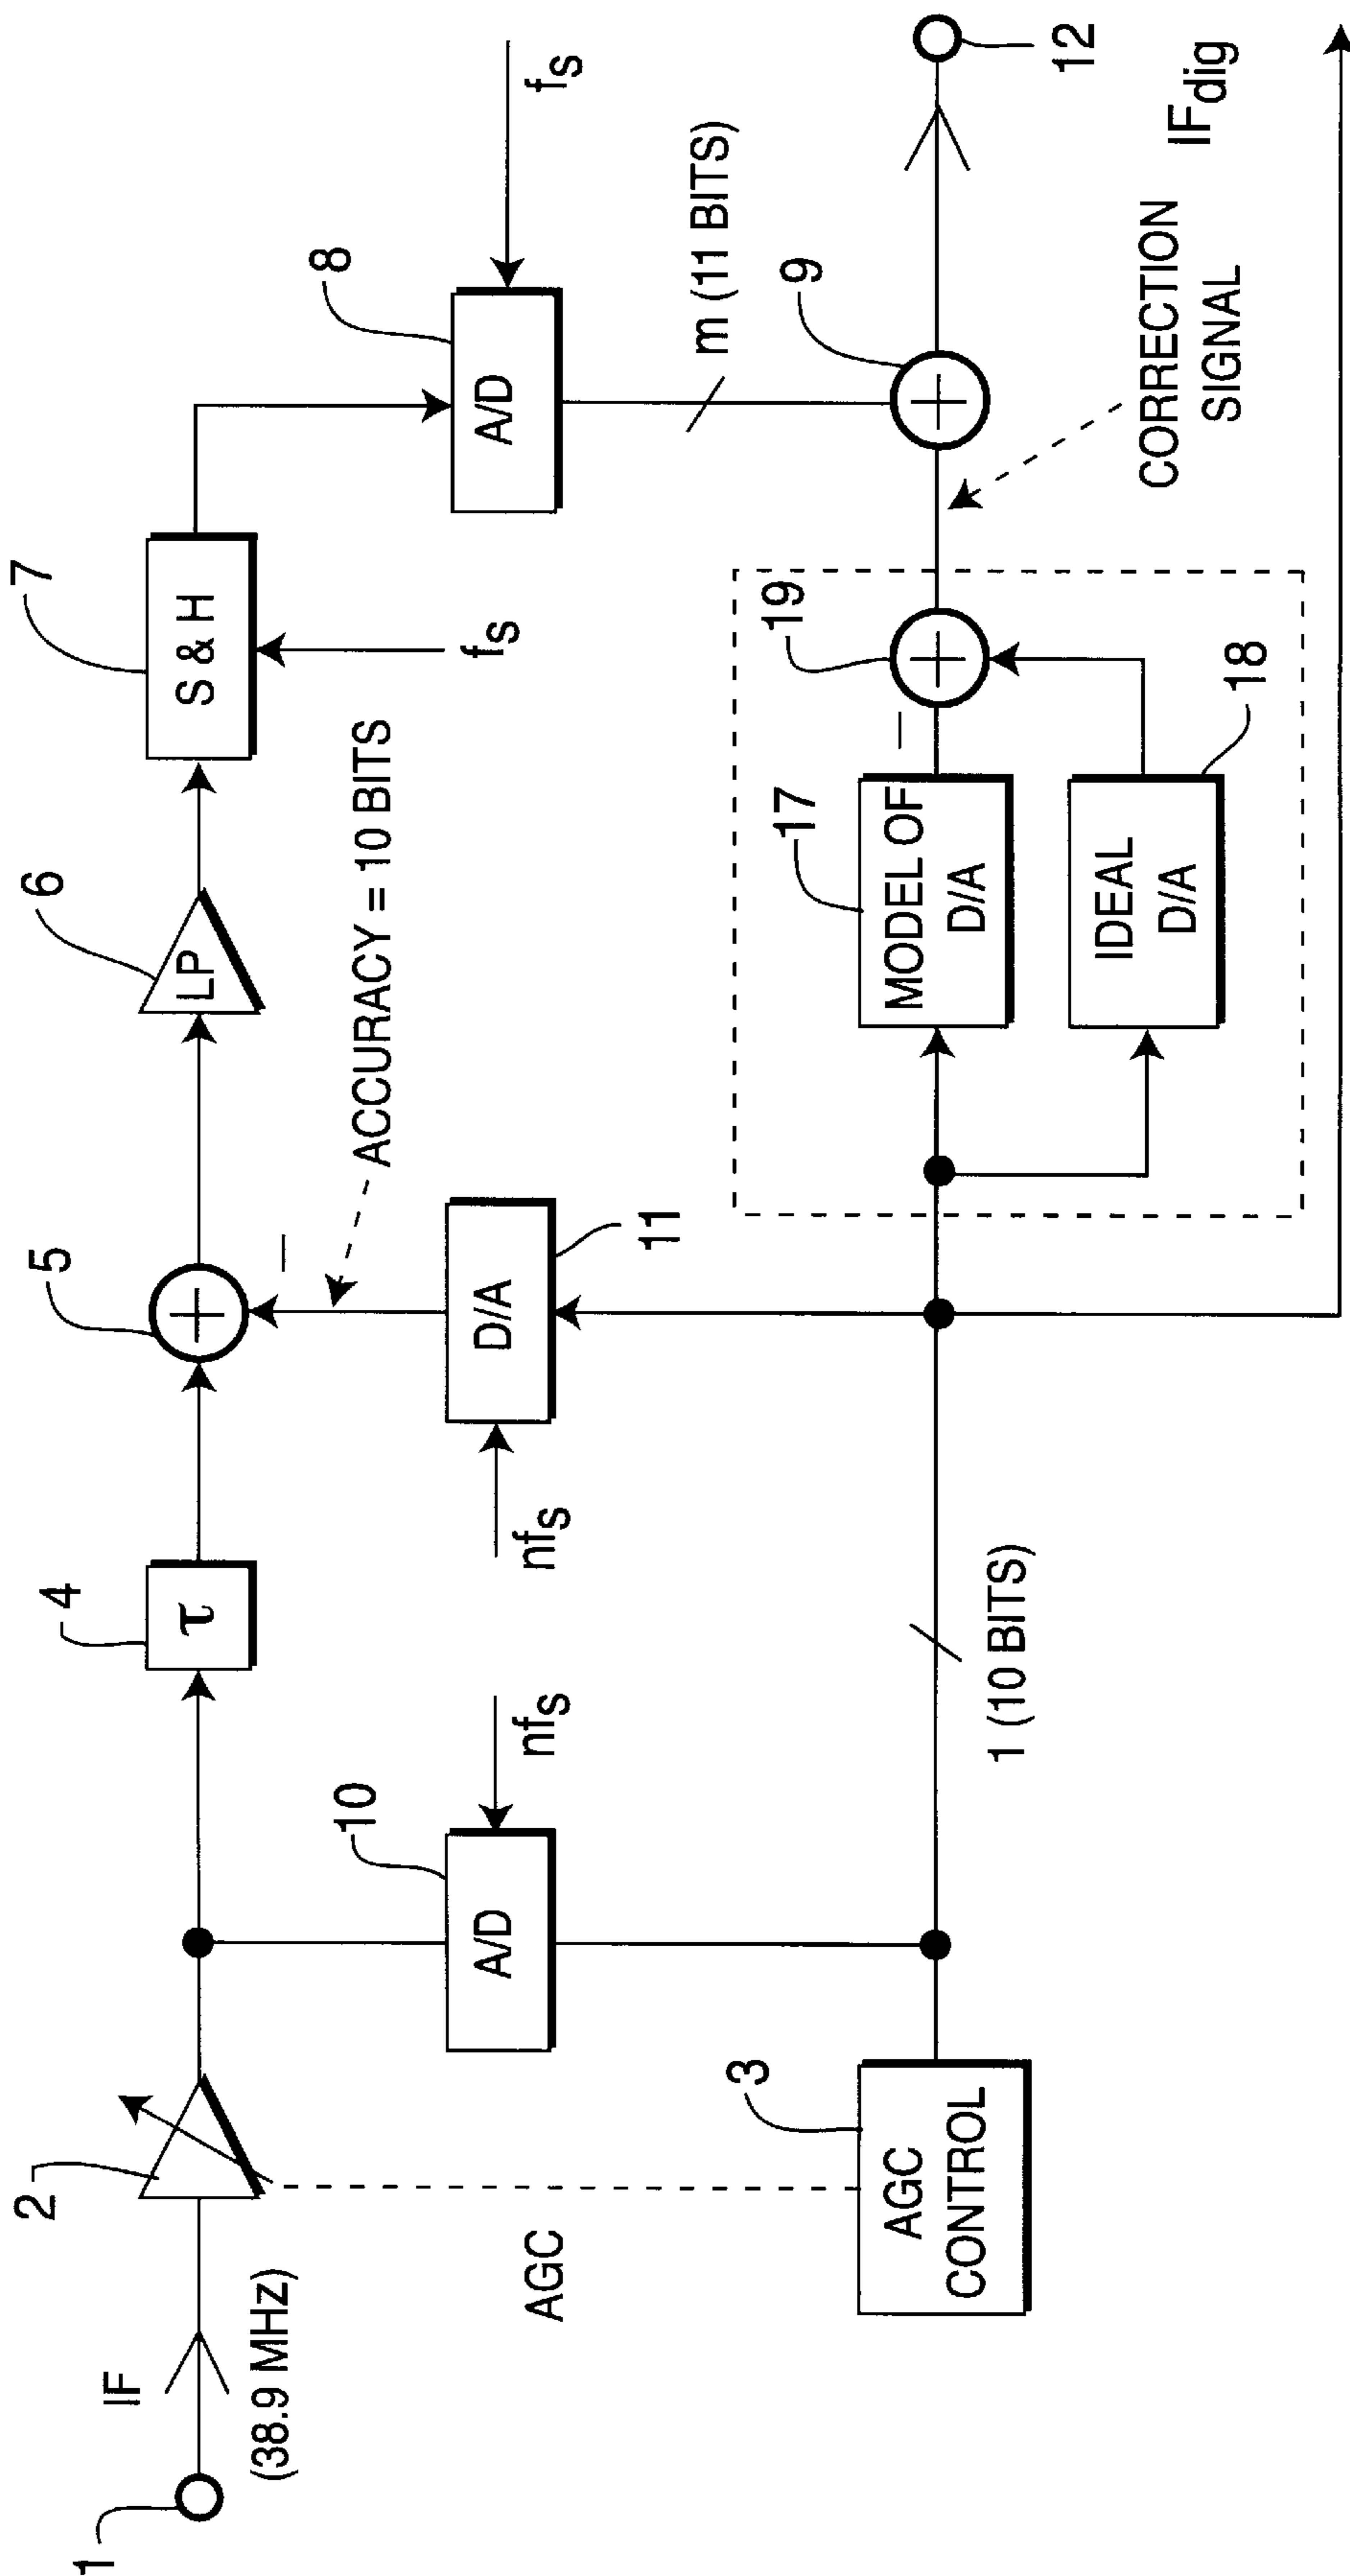 1
IF
(38.9 MHz)
2
AGC
AGC
CONTROL
3
A/D
10
nfs
τ
4
1 (10 BITS)
5
+
−
D/A
11
nfs
ACCURACY = 10 BITS
LP
6
S & H
7
fs
A/D
8
fs
m (11 BITS)
MODEL OF
D/A
17
IDEAL
D/A
18
−
+
19
+
9
CORRECTION
SIGNAL
12
IFdig